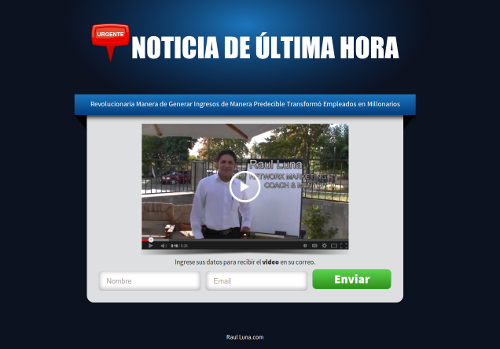 URGENTE
NOTICIA DE ÚLTIMA HORA
Revolucionaria Manera de Generar Ingresos de Manera Predecible Transformó Empleados en Millonarios
Raul Luna
NETWORK MARKETING
COACH &
Ingrese sus datos para recibir el video en su correo.
Nombre
Email
Enviar
Raul Luna.com